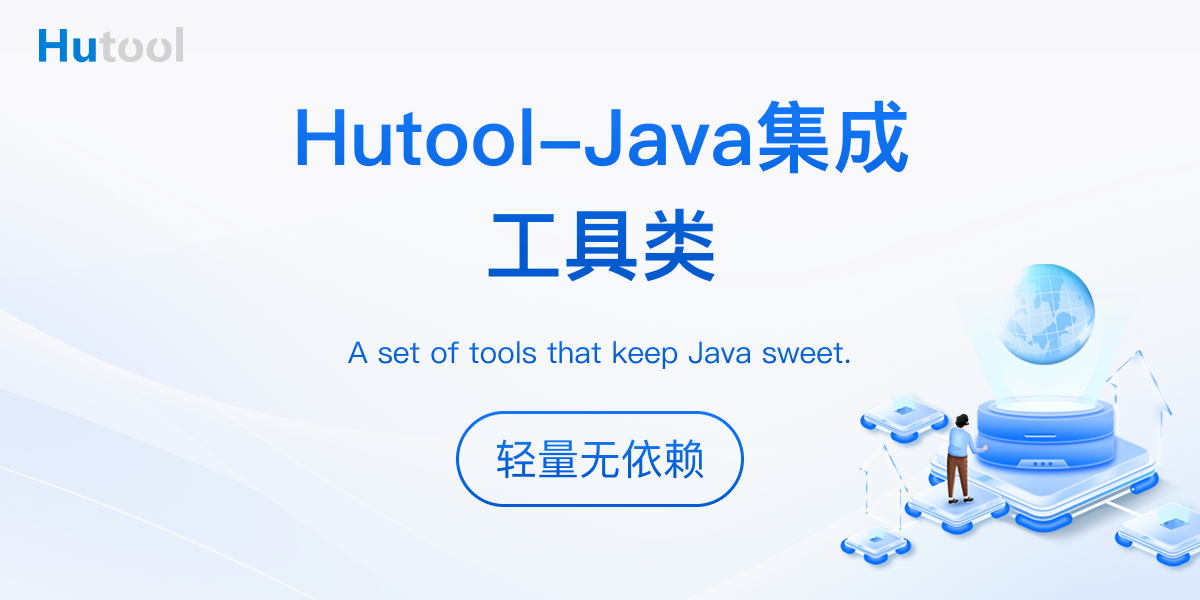 Hutool
Hutool-Java集成
工具类
A set of tools that keep Java sweet.
轻量无依赖